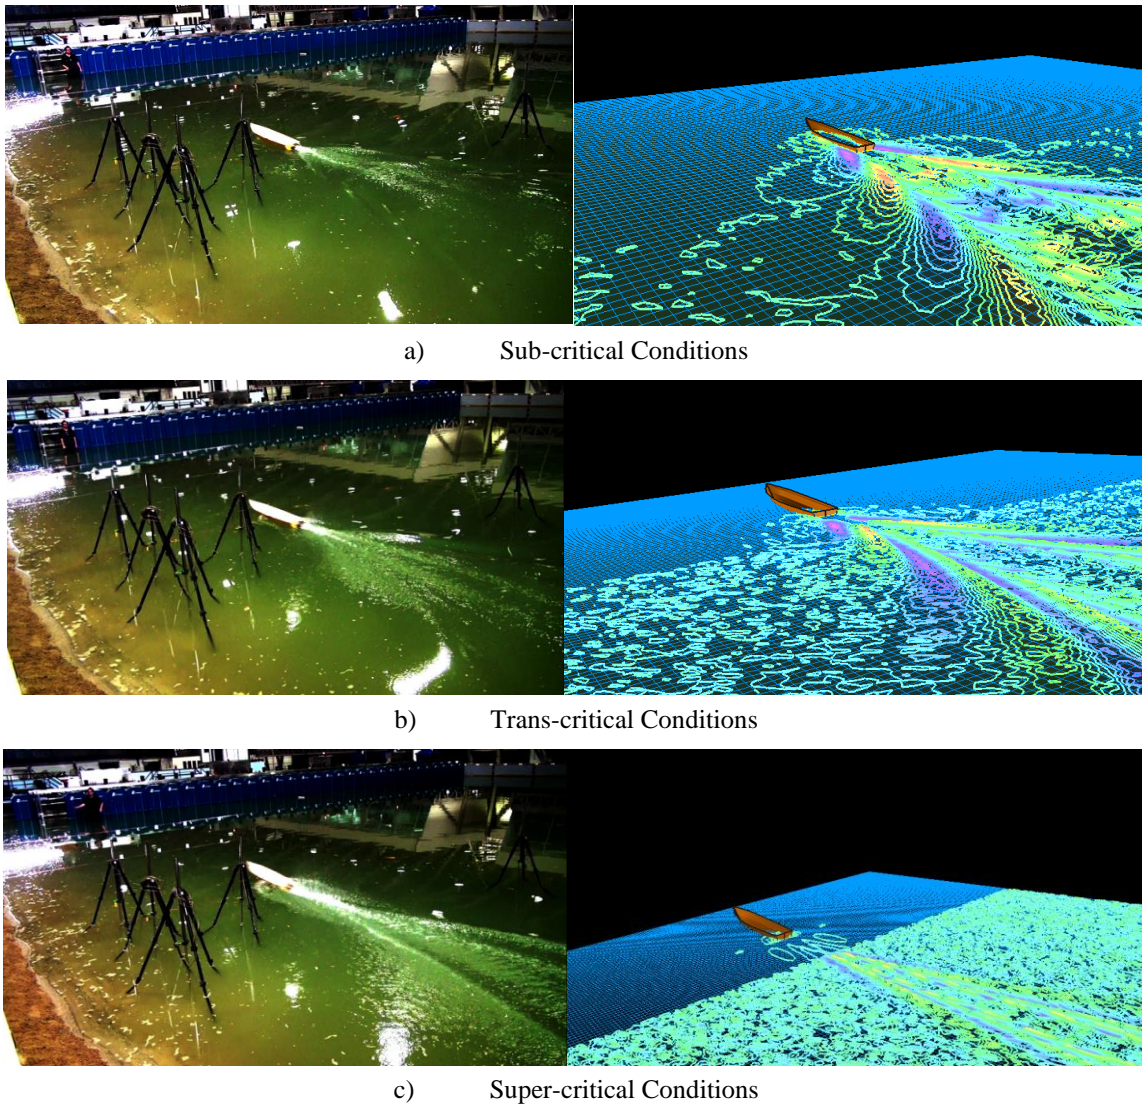 a) Sub-critical Conditions
b) Trans-critical Conditions
c) Super-critical Conditions